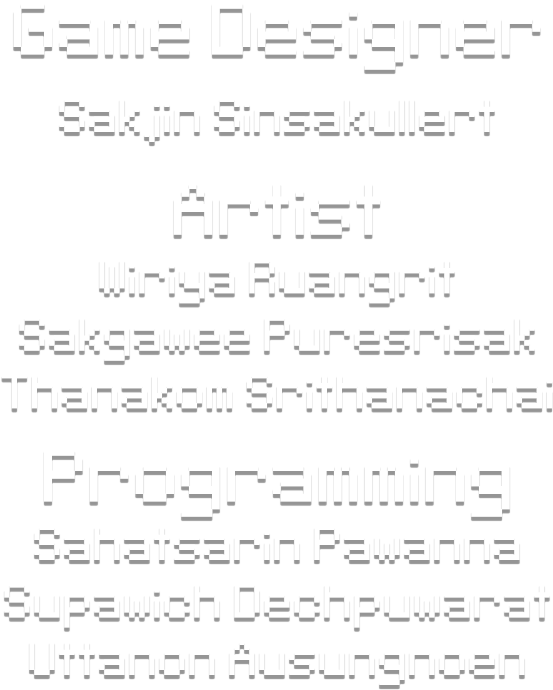 Game Designer
Sakjin Sinsakullert
Artist
Wiriya Ruangrit
Sakgawee Puresrisak
Thanakom Srithanachai
Programming
Sahatsarin Pawanna
Supawich Dechpuwarat
Uttanon Ausungnoen